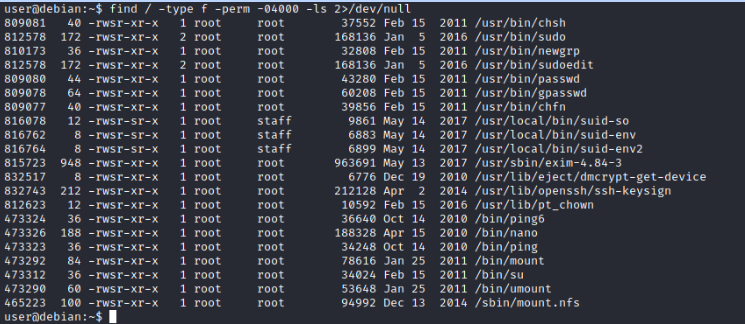 user@debian:~$ find / -type f -perm -04000 -ls 2>/dev/null
809081   40 -rwsr-xr-x   1 root     root        37552 Feb 15  2011 /usr/bin/chsh
812578  172 -rwsr-xr-x   2 root     root       168136 Jan  5  2016 /usr/bin/sudo
810173   36 -rwsr-xr-x   1 root     root        32808 Feb 15  2011 /usr/bin/newgrp
812578  172 -rwsr-xr-x   2 root     root       168136 Jan  5  2016 /usr/bin/sudoedit
809080   44 -rwsr-xr-x   1 root     root        43280 Feb 15  2011 /usr/bin/passwd
809078   64 -rwsr-xr-x   1 root     root        60208 Feb 15  2011 /usr/bin/gpasswd
809077   40 -rwsr-xr-x   1 root     root        39856 Feb 15  2011 /usr/bin/chfn
816078   12 -rwsr-sr-x   1 root     staff        9861 May 14  2017 /usr/local/bin/suid-so
816762    8 -rwsr-sr-x   1 root     staff        6883 May 14  2017 /usr/local/bin/suid-env
816764    8 -rwsr-sr-x   1 root     staff        6899 May 14  2017 /usr/local/bin/suid-env2
815723  948 -rwsr-xr-x   1 root     root       963691 May 13  2017 /usr/sbin/exim-4.84-3
832517    8 -rwsr-xr-x   1 root     root         6776 Dec 19  2010 /usr/lib/eject/dmcrypt-get-device
832743  212 -rwsr-xr-x   1 root     root       212128 Apr  2  2014 /usr/lib/openssh/ssh-keysign
812623   12 -rwsr-xr-x   1 root     root        10592 Feb 15  2016 /usr/lib/pt_chown
473324   36 -rwsr-xr-x   1 root     root        36640 Oct 14  2010 /bin/ping6
473326  188 -rwsr-xr-x   1 root     root       188328 Apr 15  2010 /bin/nano
473323   36 -rwsr-xr-x   1 root     root        34248 Oct 14  2010 /bin/ping
473292   84 -rwsr-xr-x   1 root     root        78616 Jan 25  2011 /bin/mount
473312   36 -rwsr-xr-x   1 root     root        34024 Feb 15  2011 /bin/su
473290   60 -rwsr-xr-x   1 root     root        53648 Jan 25  2011 /bin/umount
465223  100 -rwsr-xr-x   1 root     root        94992 Dec 13  2014 /sbin/mount.nfs
user@debian:~$